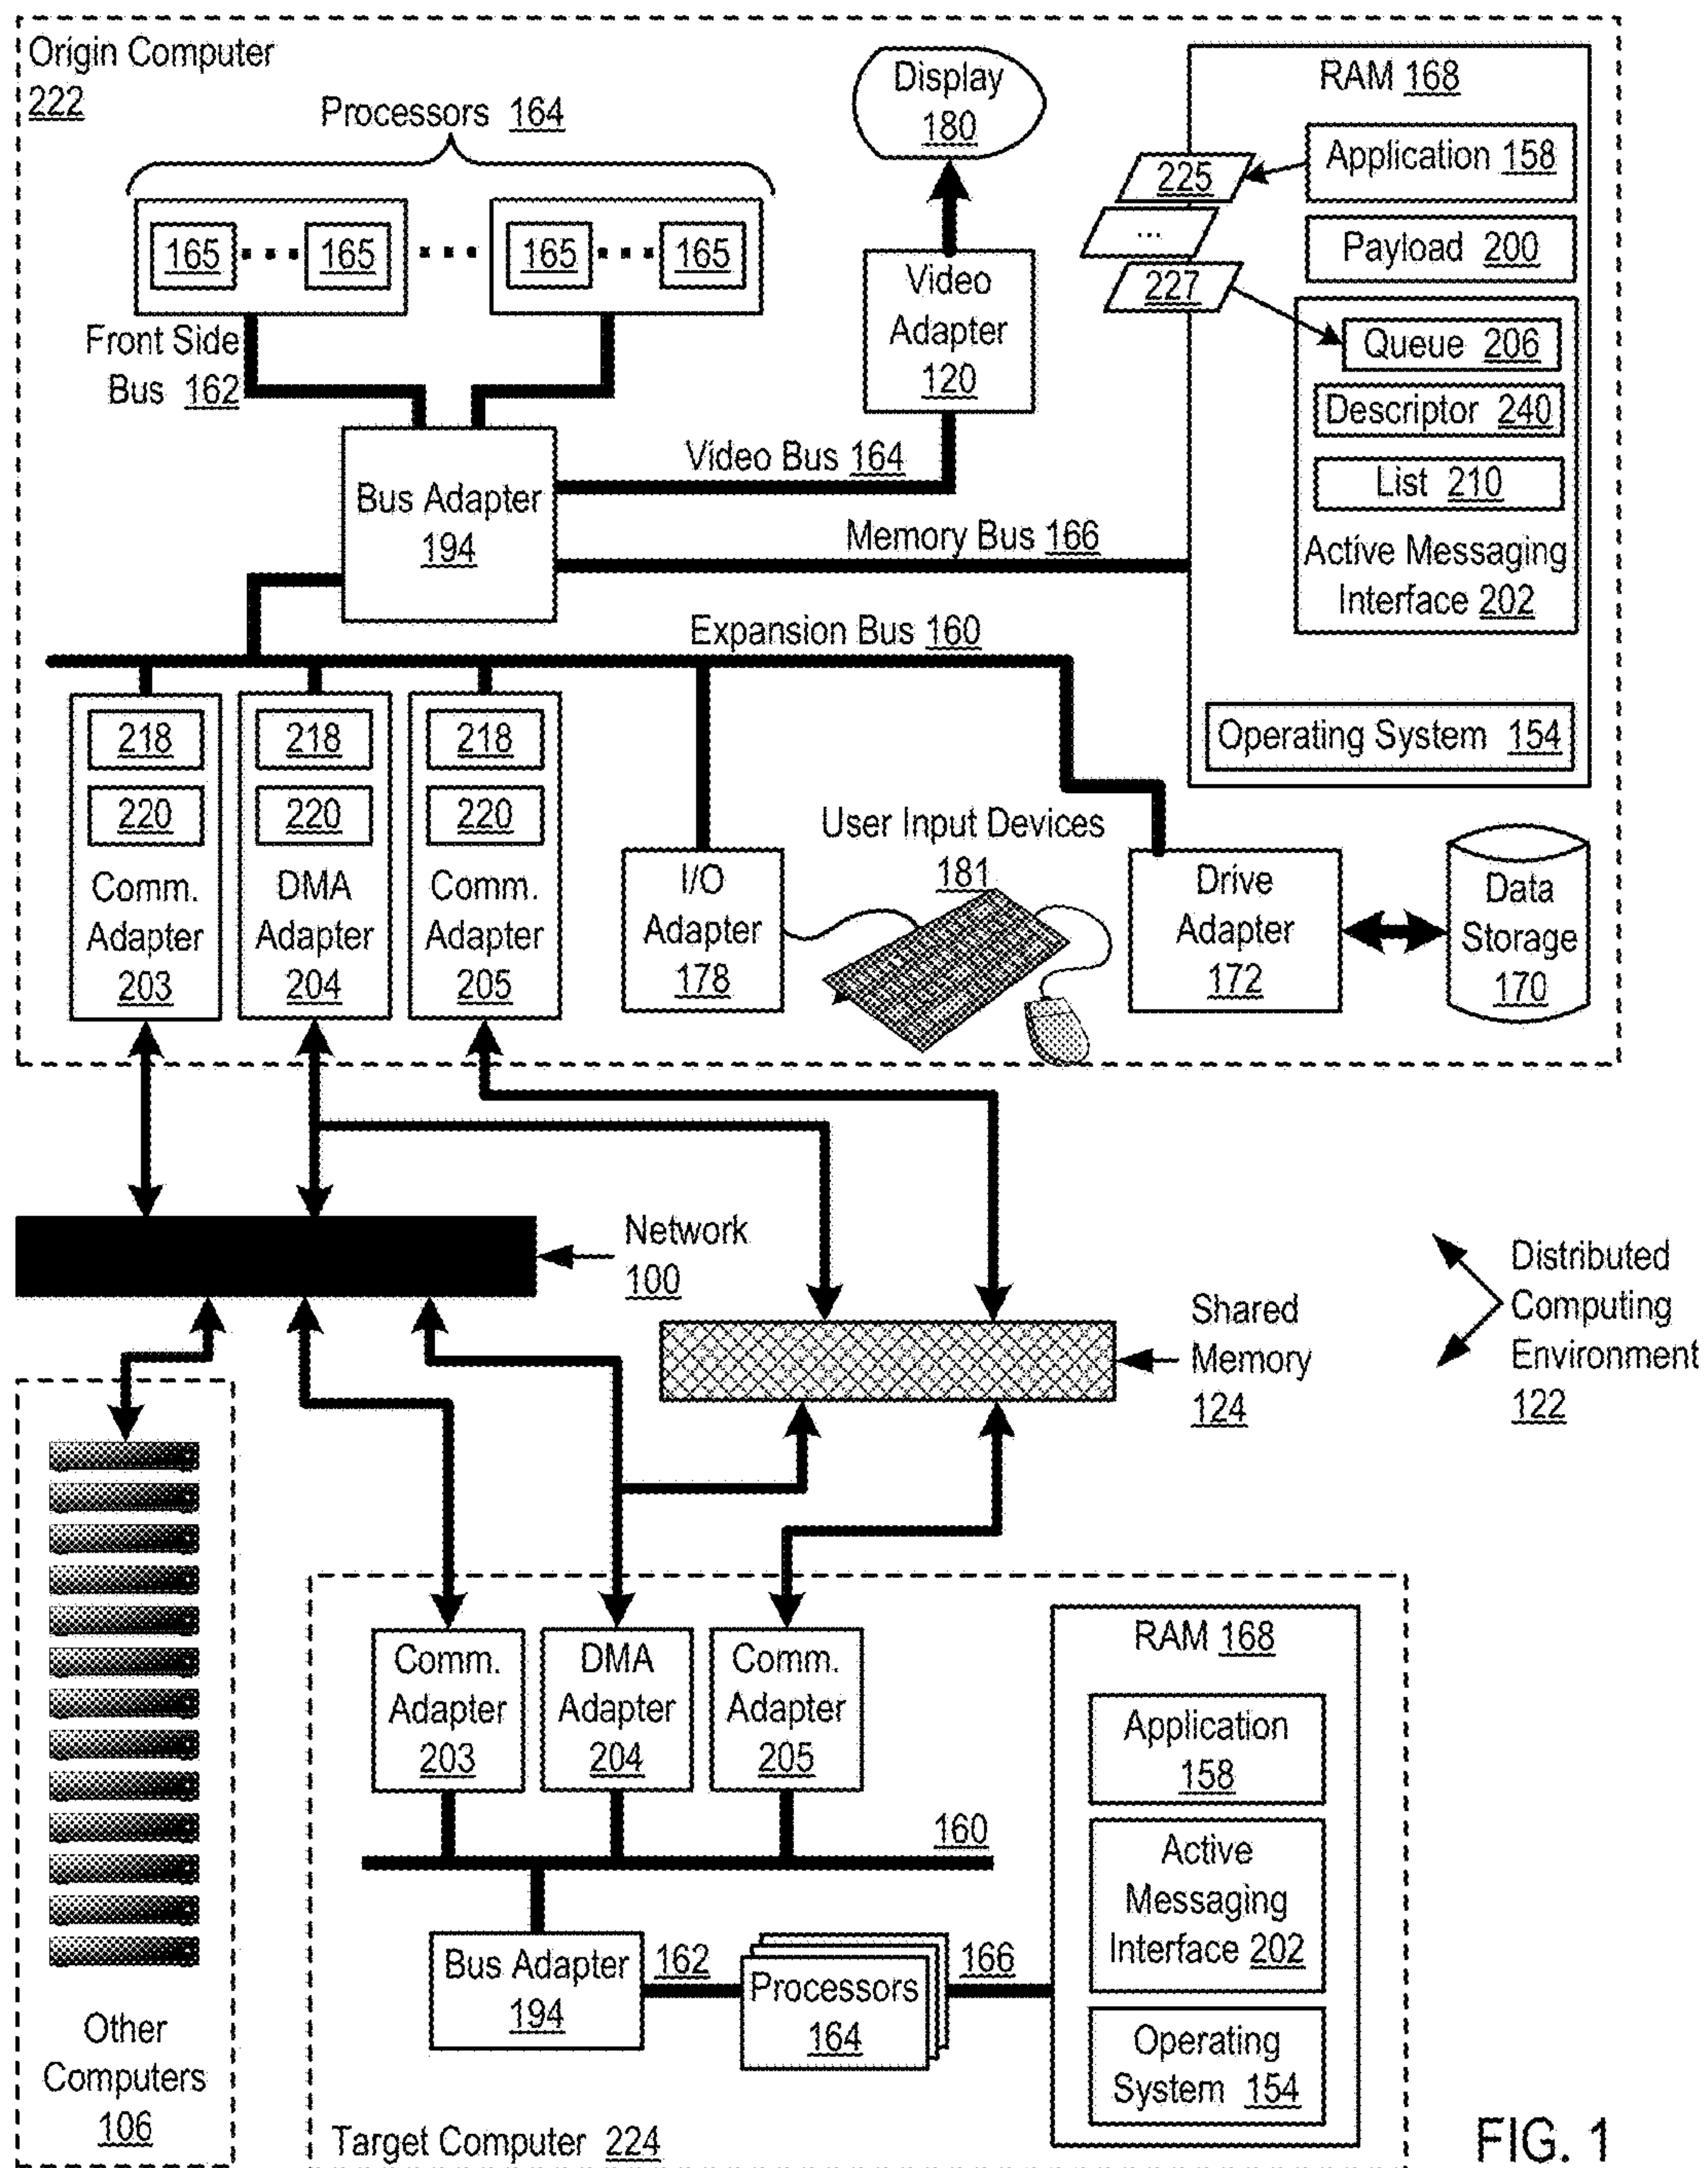 Origin Computer
222
Processors 164
165 .... 165 .... 165 .... 165
Front Side
Bus 162
Display
180
Video
Adapter
120
RAM 168
Application 158
225
...
227
Payload 200
Queue 206
Descriptor 240
List 210
Active Messaging
Interface 202
Operating System 154
Bus Adapter
194
Video Bus 164
Memory Bus 166
Expansion Bus 160
218
220
Comm.
Adapter
203
218
220
DMA
Adapter
204
218
220
Comm.
Adapter
205
I/O
Adapter
178
User Input Devices
181
Drive
Adapter
172
Data
Storage
170
Network
100
Shared
Memory
124
Distributed
Computing
Environment
122
Other
Computers
106
Comm.
Adapter
203
DMA
Adapter
204
Comm.
Adapter
205
160
Bus Adapter
194
162
Processors
164
166
RAM 168
Application
158
Active
Messaging
Interface 202
Operating
System 154
Target Computer 224
FIG. 1